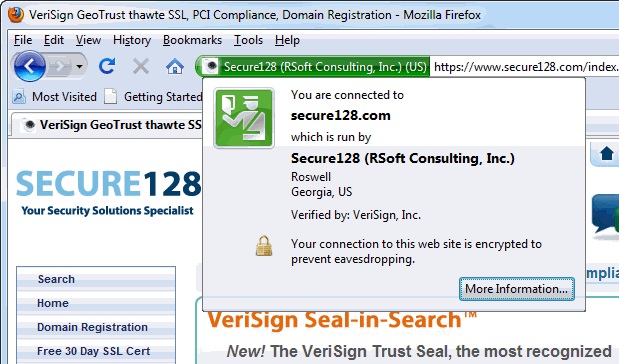 VeriSign GeoTrust thawte SSL, PCI Compliance, Domain Registration - Mozilla Firefox
File Edit View History Bookmarks Tools Help
Secure128 (RSoft Consulting, Inc.) (US) https://www.secure128.com/index.
Most Visited Getting Started
VeriSign GeoTrust thawte SS
You are connected to
secure128.com
which is run by
Secure128 (RSoft Consulting, Inc.)
Roswell
Georgia, US
Verified by: VeriSign, Inc.
Your connection to this web site is encrypted to
prevent eavesdropping.
More Information...
SECURE128
Your Security Solutions Specialist
mplia
Search
Home
Domain Registration
Free 30 Day SSL Cert
VeriSign Seal-in-Search™
New! The VeriSign Trust Seal, the most recognized